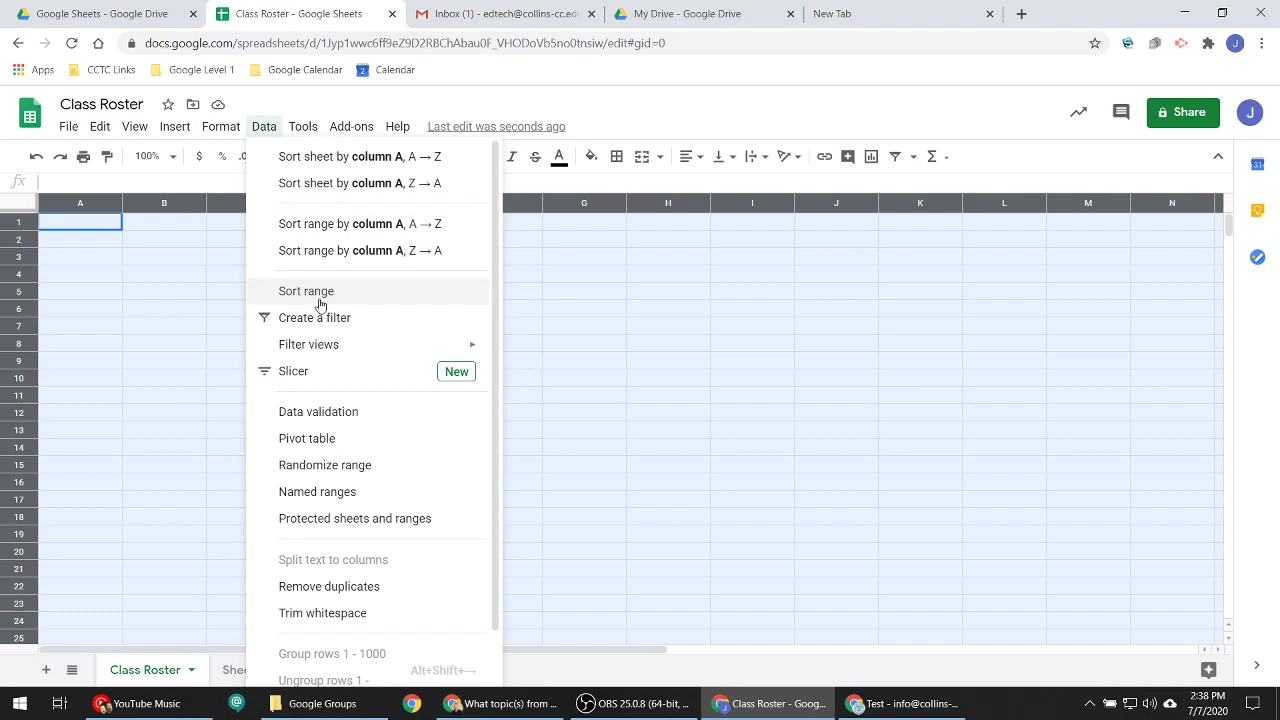 Google Sheets
Class Roster - Google Sheets
Inbox (10) - edtech@collins-cc.ed
My Drive - Google Drive
New Tab
docs.google.com/spreadsheets/d/1Jyp1wwc6ff9eZ9D2RBChAbau0F_VHODoVb5no0tnsiw/edit#gid=0
J
Apps
CCTC Links
Google Level 1
Google Calendar
2
Calendar
Class Roster
File
Edit
View
Insert
Format
Data
Tools
Add-ons
Help
Last edit was seconds ago
Share
J
100%
$
%
.0
A
Σ
fx
A B G H I J K L M N
Sort sheet by column A, A → Z
Sort sheet by column A, Z → A
Sort range by column A, A → Z
Sort range by column A, Z → A
Sort range
Create a filter
Filter views
Slicer
New
Data validation
Pivot table
Randomize range
Named ranges
Protected sheets and ranges
Split text to columns
Remove duplicates
Trim whitespace
Group rows 1 - 1000
Alt+Shift+→
Ungroup rows 1 -
1
2
3
4
5
6
7
8
9
10
11
12
13
14
15
16
17
18
19
20
21
22
23
24
25
31
Class Roster
Shee
YouTube Music
Google Groups
What topic(s) from
OBS 25.0.8 (64-bit, ...
Class Roster - Goog...
Test - info@collins-...
2:38 PM
7/7/2020